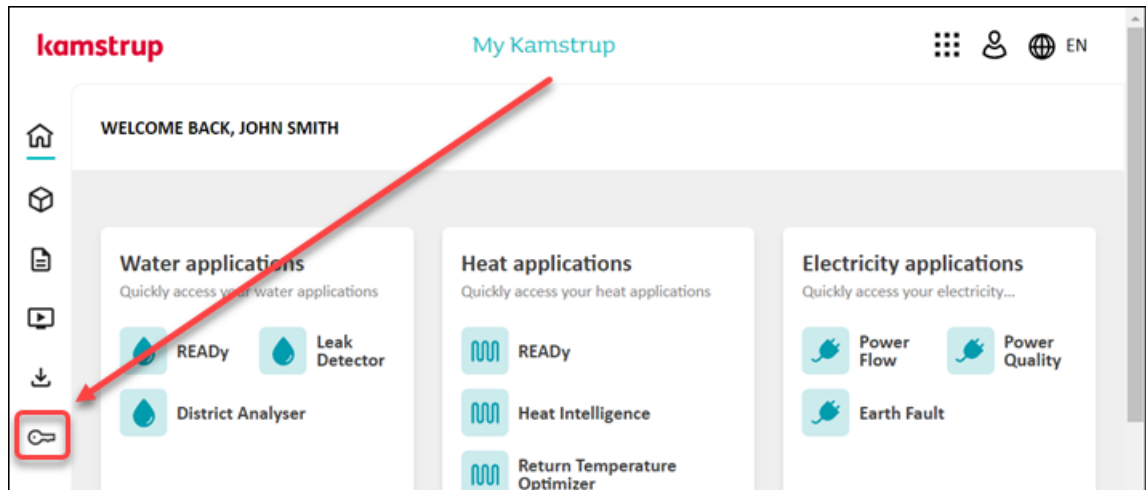 kamstrup
My Kamstrup
EN
WELCOME BACK, JOHN SMITH
Water applications
Quickly access your water applications
READy
Leak
Detector
District Analyser
Heat applications
Quickly access your heat applications
READy
Heat Intelligence
Return Temperature
Optimizer
Electricity applications
Quickly access your electricity...
Power
Flow
Power
Quality
Earth Fault